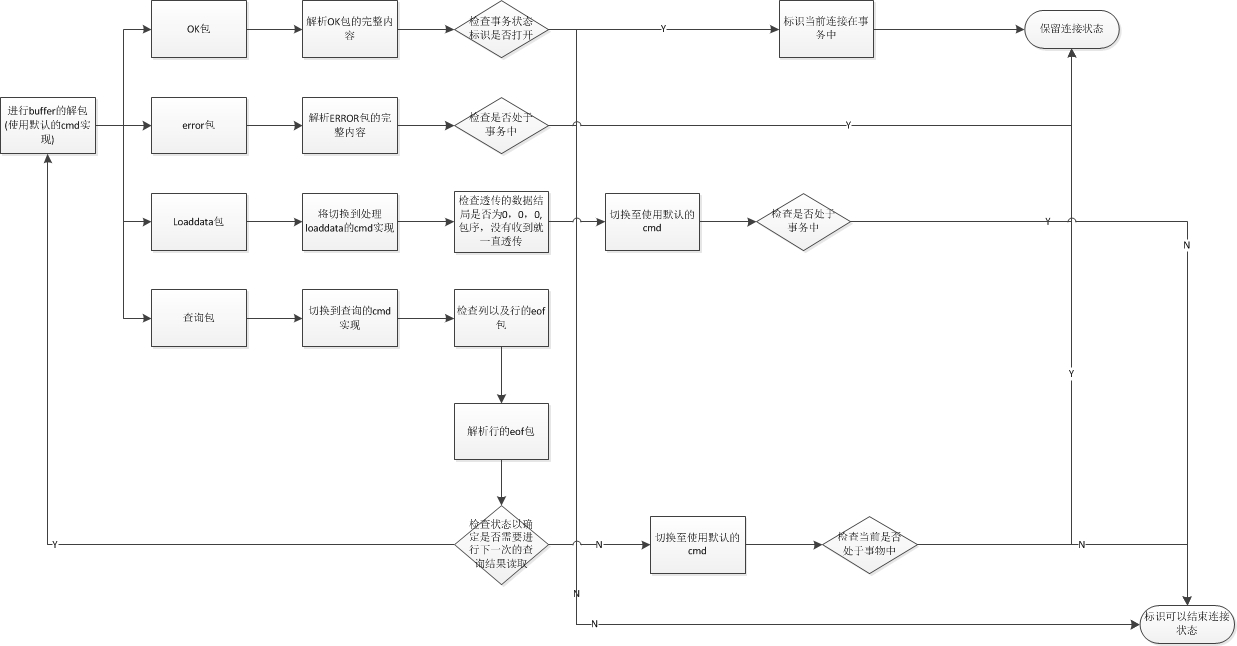 OK包
解析OK包的完整内
容
检查事务状态
标识是否打开
Y
标识当前连接在事
务中
保留连接状态
进行buffer的解包
(使用默认的cmd实
现)
error包
解析ERROR包的完
整内容
检查是否处于
事务中
Y
Loaddata包
将切换到处理
loaddata的cmd实现
检查透传的数据结
局是否为0，0，0,
包序，没有收到就
一直透传
切换至使用默认的
cmd
检查是否处于
事务中
Y
N
查询包
切换到查询的cmd
实现
检查列以及行的eof
包
Y
解析行的eof包
Y
检查状态以确
定是否需要进
行下一次的查
询结果读取
N
切换至使用默认的
cmd
检查当前是否
处于事物中
N
N
N
标识可以结束连接
状态